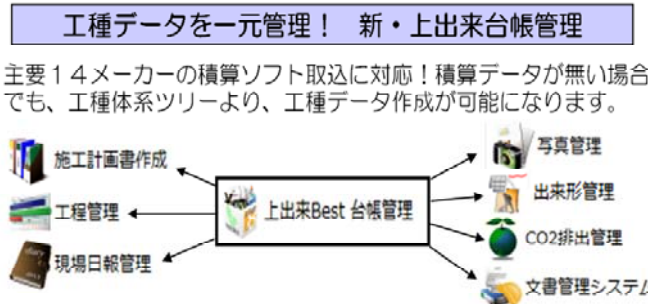 工種データを一元管理！　新・上出来台帳管理
主要１４メーカーの積算ソフト取込に対応！積算データが無い場合
でも、工種体系ツリーより、工種データ作成が可能になります。
施工計画書作成
工程管理
現場日報管理
上出来Best 台帳管理
写真管理
出来形管理
CO2排出管理
文書管理システム